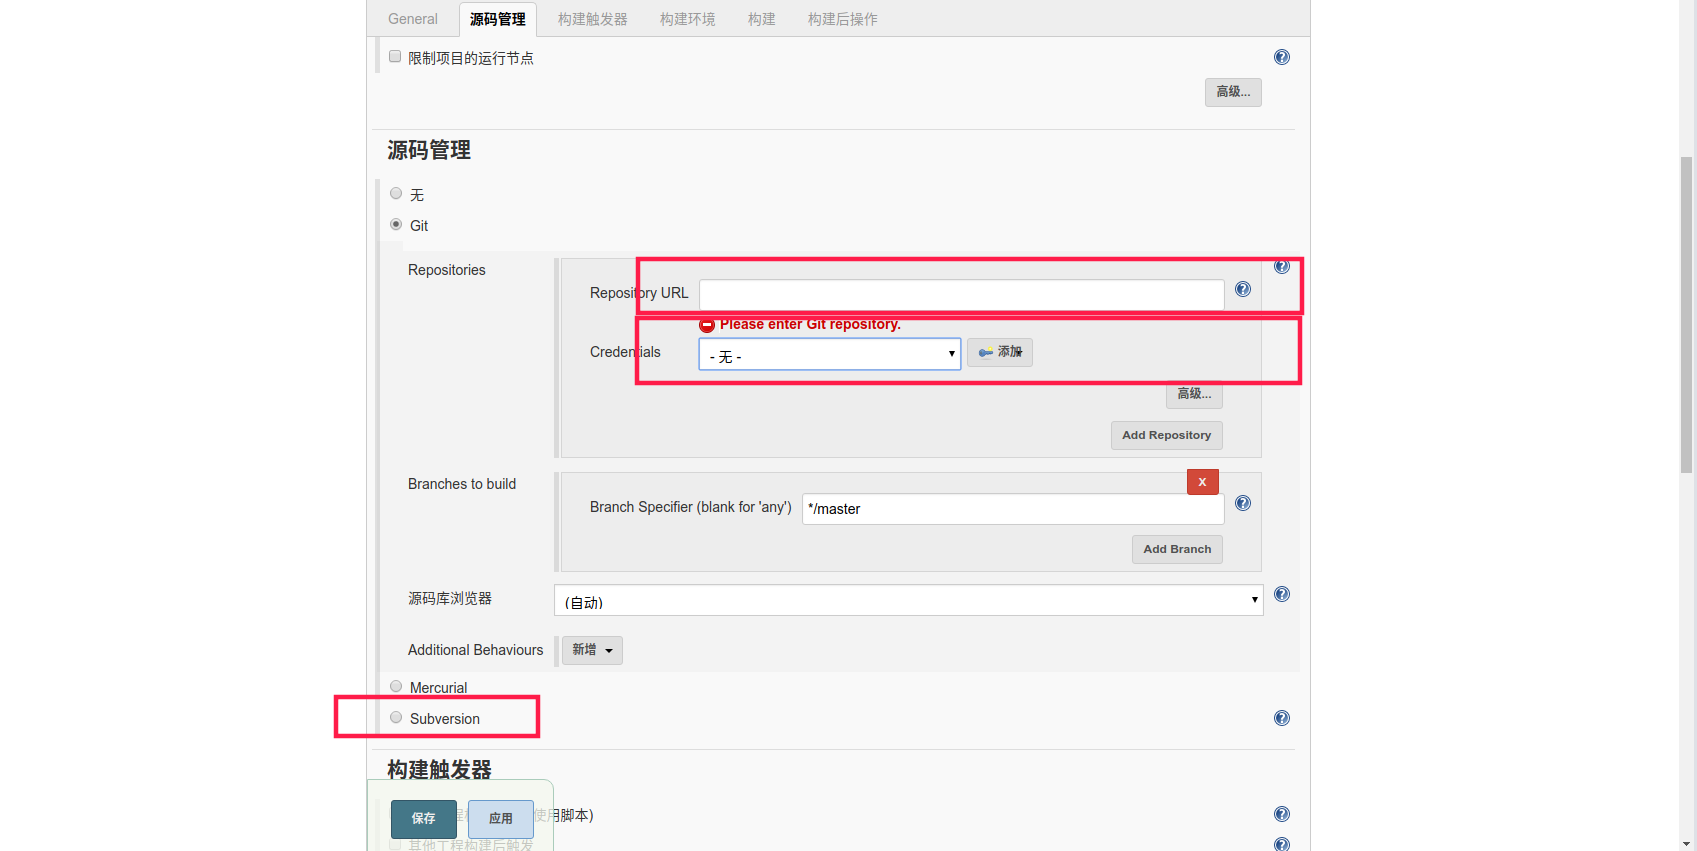 General 源码管理 构建触发器 构建环境 构建 构建后操作
限制项目的运行节点
高级...
源码管理
无
Git
Repositories
Repository URL
Please enter Git repository.
Credentials - 无 - 添加
高级...
Add Repository
Branches to build
X
Branch Specifier (blank for 'any') */master
Add Branch
源码库浏览器 (自动)
Additional Behaviours 新增
Mercurial
Subversion
构建触发器
使用脚本)
保存 应用
其他工程构建后触发